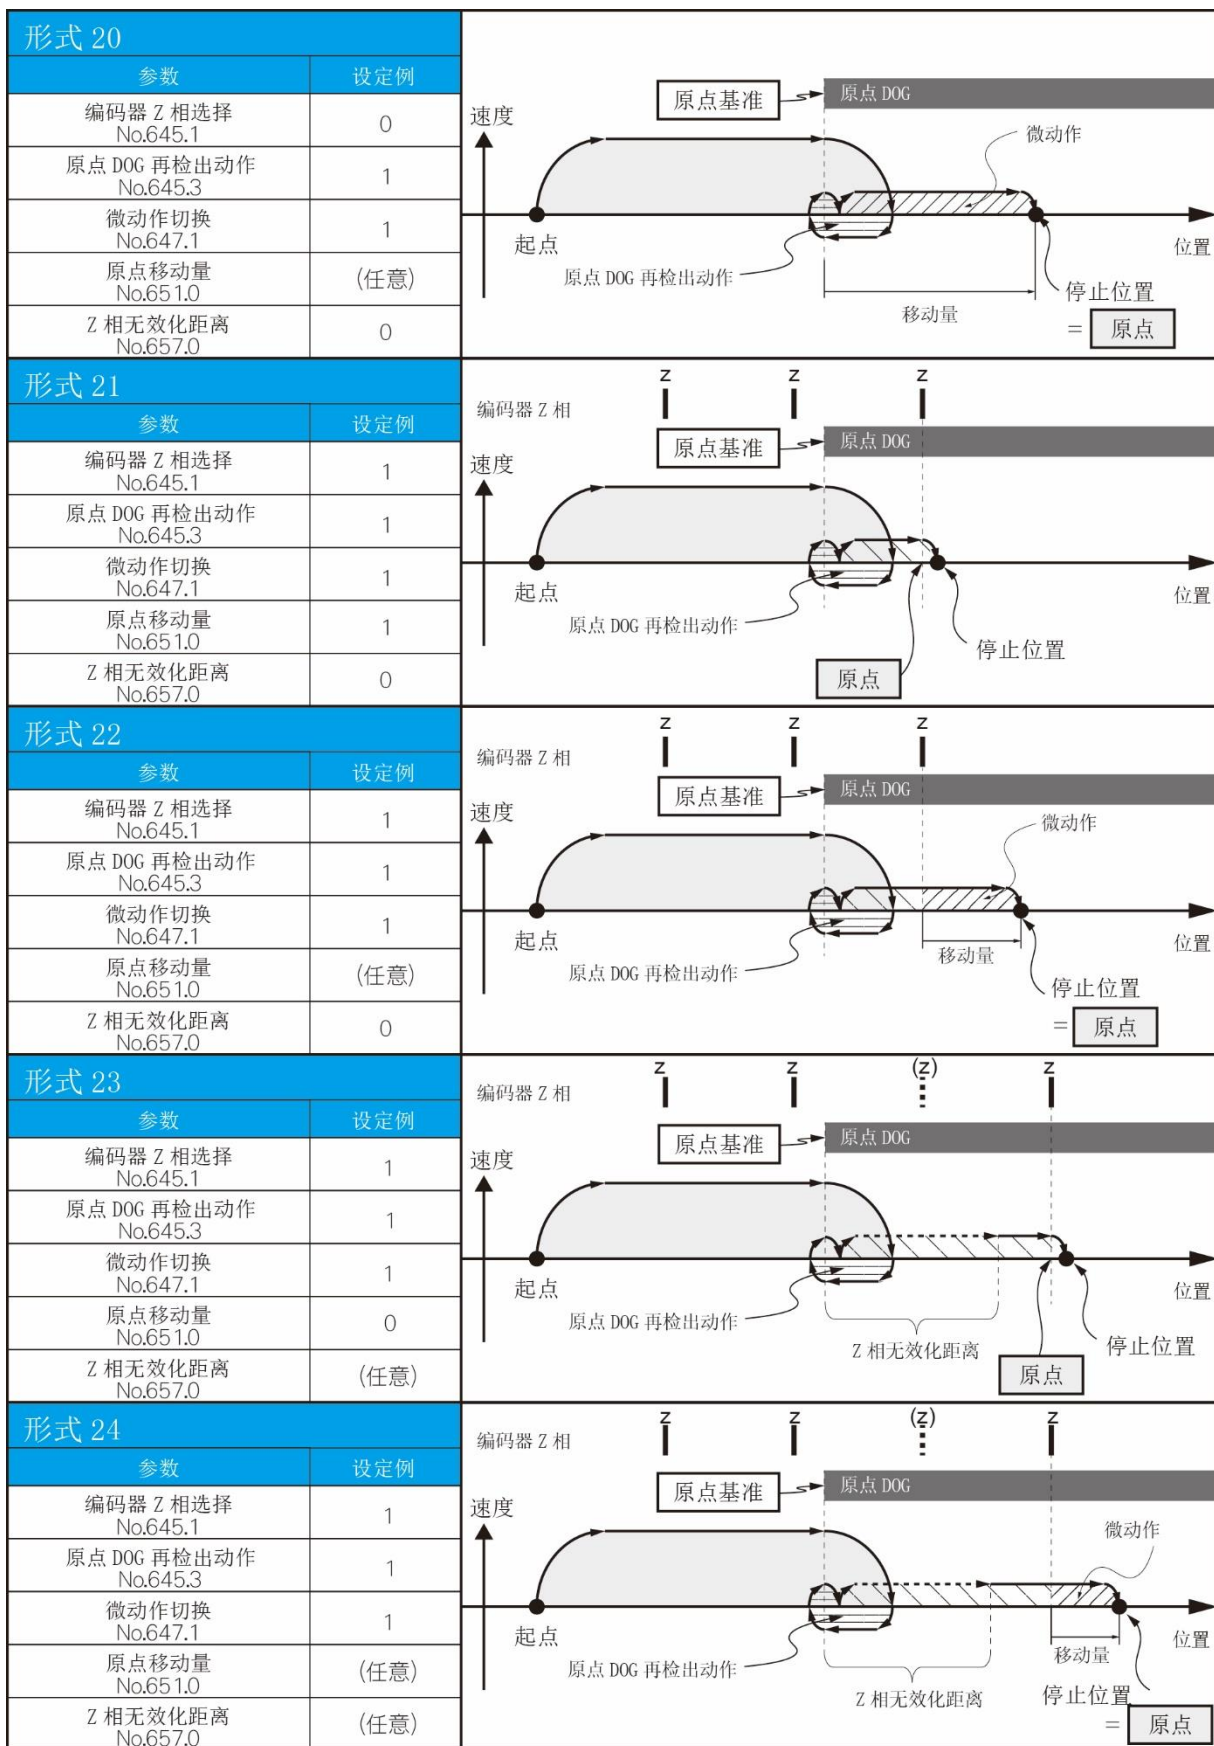 形式 20
参数 设定例
编码器 Z 相选择
No.645.1
0
原点 DOG 再检出动作
No.645.3
1
微动作切换
No.647.1
1
原点移动量
No.651.0
(任意)
Z 相无效化距离
No.657.0
0
原点基准
原点 DOG
速度
微动作
起点
位置
原点 DOG 再检出动作
移动量
停止位置
= 原点
形式 21
参数 设定例
编码器 Z 相选择
No.645.1
1
原点 DOG 再检出动作
No.645.3
1
微动作切换
No.647.1
1
原点移动量
No.651.0
1
Z 相无效化距离
No.657.0
0
Z Z Z
编码器 Z 相
原点基准
原点 DOG
速度
起点
位置
原点 DOG 再检出动作
停止位置
原点
形式 22
参数 设定例
编码器 Z 相选择
No.645.1
1
原点 DOG 再检出动作
No.645.3
1
微动作切换
No.647.1
1
原点移动量
No.651.0
(任意)
Z 相无效化距离
No.657.0
0
Z Z Z
编码器 Z 相
原点基准
原点 DOG
速度
微动作
起点
位置
移动量
原点 DOG 再检出动作
停止位置
= 原点
形式 23
参数 设定例
编码器 Z 相选择
No.645.1
1
原点 DOG 再检出动作
No.645.3
1
微动作切换
No.647.1
1
原点移动量
No.651.0
0
Z 相无效化距离
No.657.0
(任意)
Z Z (Z) Z
编码器 Z 相
原点基准
原点 DOG
速度
起点
位置
原点 DOG 再检出动作
Z 相无效化距离
停止位置
原点
形式 24
参数 设定例
编码器 Z 相选择
No.645.1
1
原点 DOG 再检出动作
No.645.3
1
微动作切换
No.647.1
1
原点移动量
No.651.0
(任意)
Z 相无效化距离
No.657.0
(任意)
Z Z (Z) Z
编码器 Z 相
原点基准
原点 DOG
速度
微动作
起点
位置
移动量
原点 DOG 再检出动作
Z 相无效化距离
停止位置
= 原点